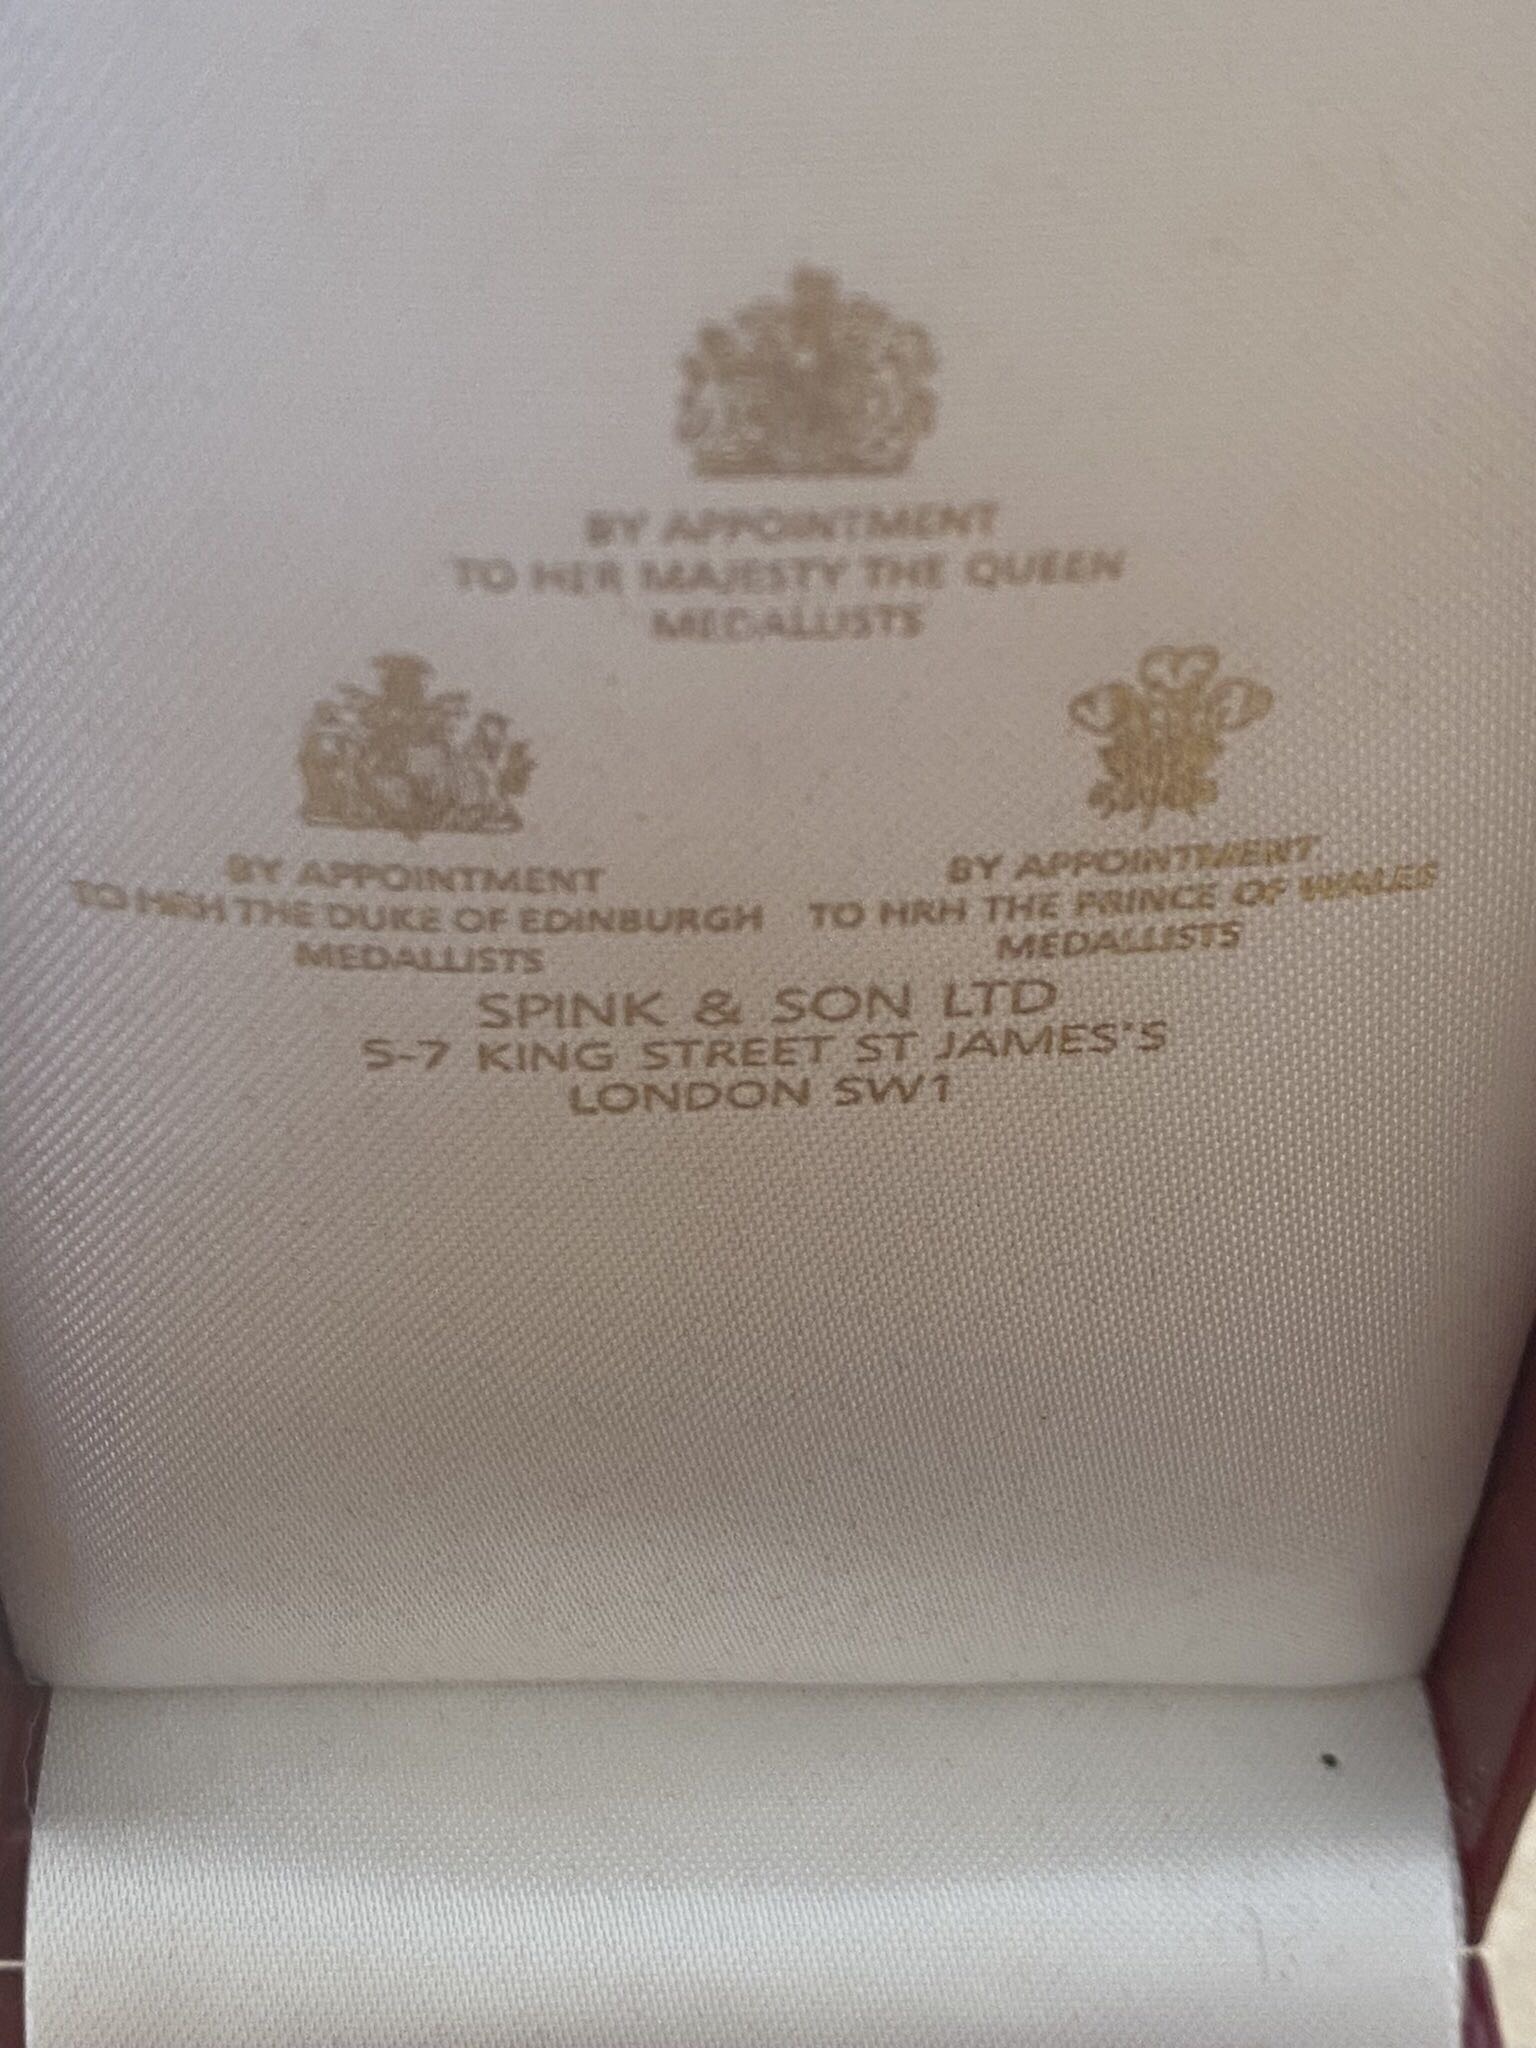 BY APPOINTMENT
TO HER MAJESTY THE QUEEN
MEDALLISTS
BY APPOINTMENT
TO HRH THE DUKE OF EDINBURGH
MEDALLISTS
BY APPOINTMENT
TO HRH THE PRINCE OF WALES
MEDALLISTS
SPINK & SON LTD
5-7 KING STREET ST JAMES'S
LONDON SW1